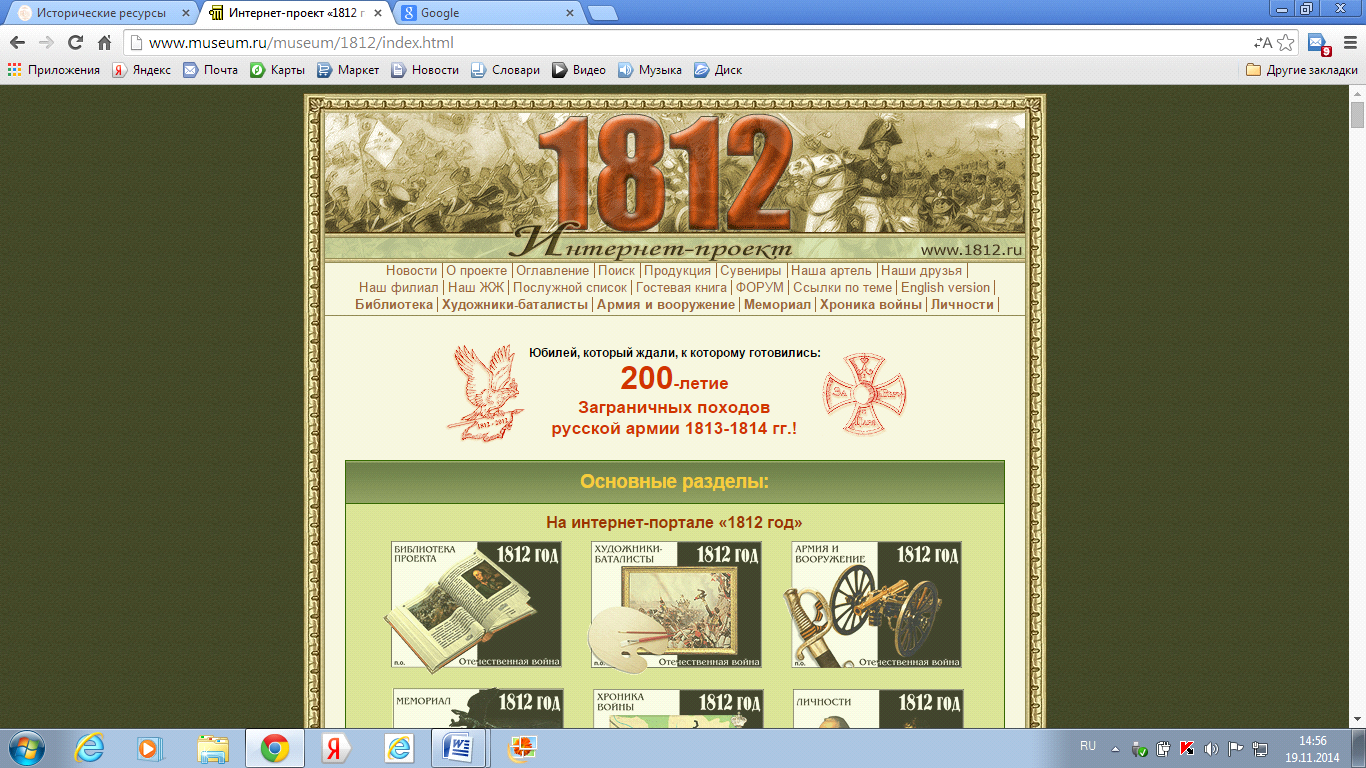 Исторические ресурсы
Интернет-проект «1812 г
Google
www.museum.ru/museum/1812/index.html
9
Приложения Яндекс Почта Карты Маркет Новости Словари Видео Музыка Диск Другие закладки
1812
Интернет-проект
www.1812.ru
Новости | О проекте | Оглавление | Поиск | Продукция | Сувениры | Наша артель | Наши друзья |
Наш филиал | Наш ЖЖ | Послужной список | Гостевая книга | ФОРУМ | Ссылки по теме | English version |
Библиотека | Художники-баталисты | Армия и вооружение | Мемориал | Хроника войны | Личности |
Юбилей, который ждали, к которому готовились:
200-летие
Заграничных походов
русской армии 1813-1814 гг.!
1812 - 2012
Основные разделы:
На интернет-портале «1812 год»
БИБЛИОТЕКА
ПРОЕКТА
1812 год
п.о.
Отечественная война
ХУДОЖНИКИ-
БАТАЛИСТЫ
1812 год
Отечественная война
АРМИЯ И
ВООРУЖЕНИЕ
1812 год
п.о.
Отечественная война
МЕМОРИАЛ
1812 год
ХРОНИКА
ВОЙНЫ
1812 год
ЛИЧНОСТИ
1812 год
RU
14:56
19.11.2014